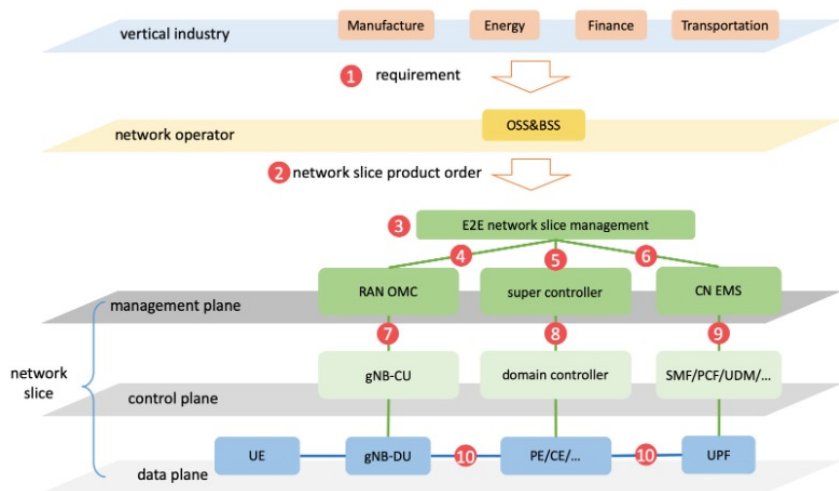 Manufacture
Energy
Finance
Transportation
vertical industry
1 requirement
OSS&BSS
network operator
2 network slice product order
3 E2E network slice management
4
5
6
RAN OMC
super controller
CN EMS
management plane
7
8
9
network
slice
gNB-CU
domain controller
SMF/PCF/UDM/...
control plane
UE
gNB-DU
10
PE/CE/...
10
UPF
data plane